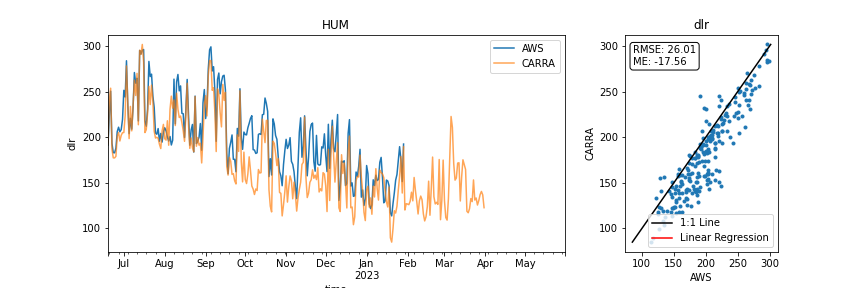 HUM
dlr
300
250
200
150
100
AWS
CARRA
Jul
Aug
Sep
Oct
Nov
Dec
Jan
2023
Feb
Mar
Apr
May
time
dlr
RMSE: 26.01
ME: -17.56
CARRA
300
250
200
150
100
1:1 Line
Linear Regression
100
150
200
250
300
AWS